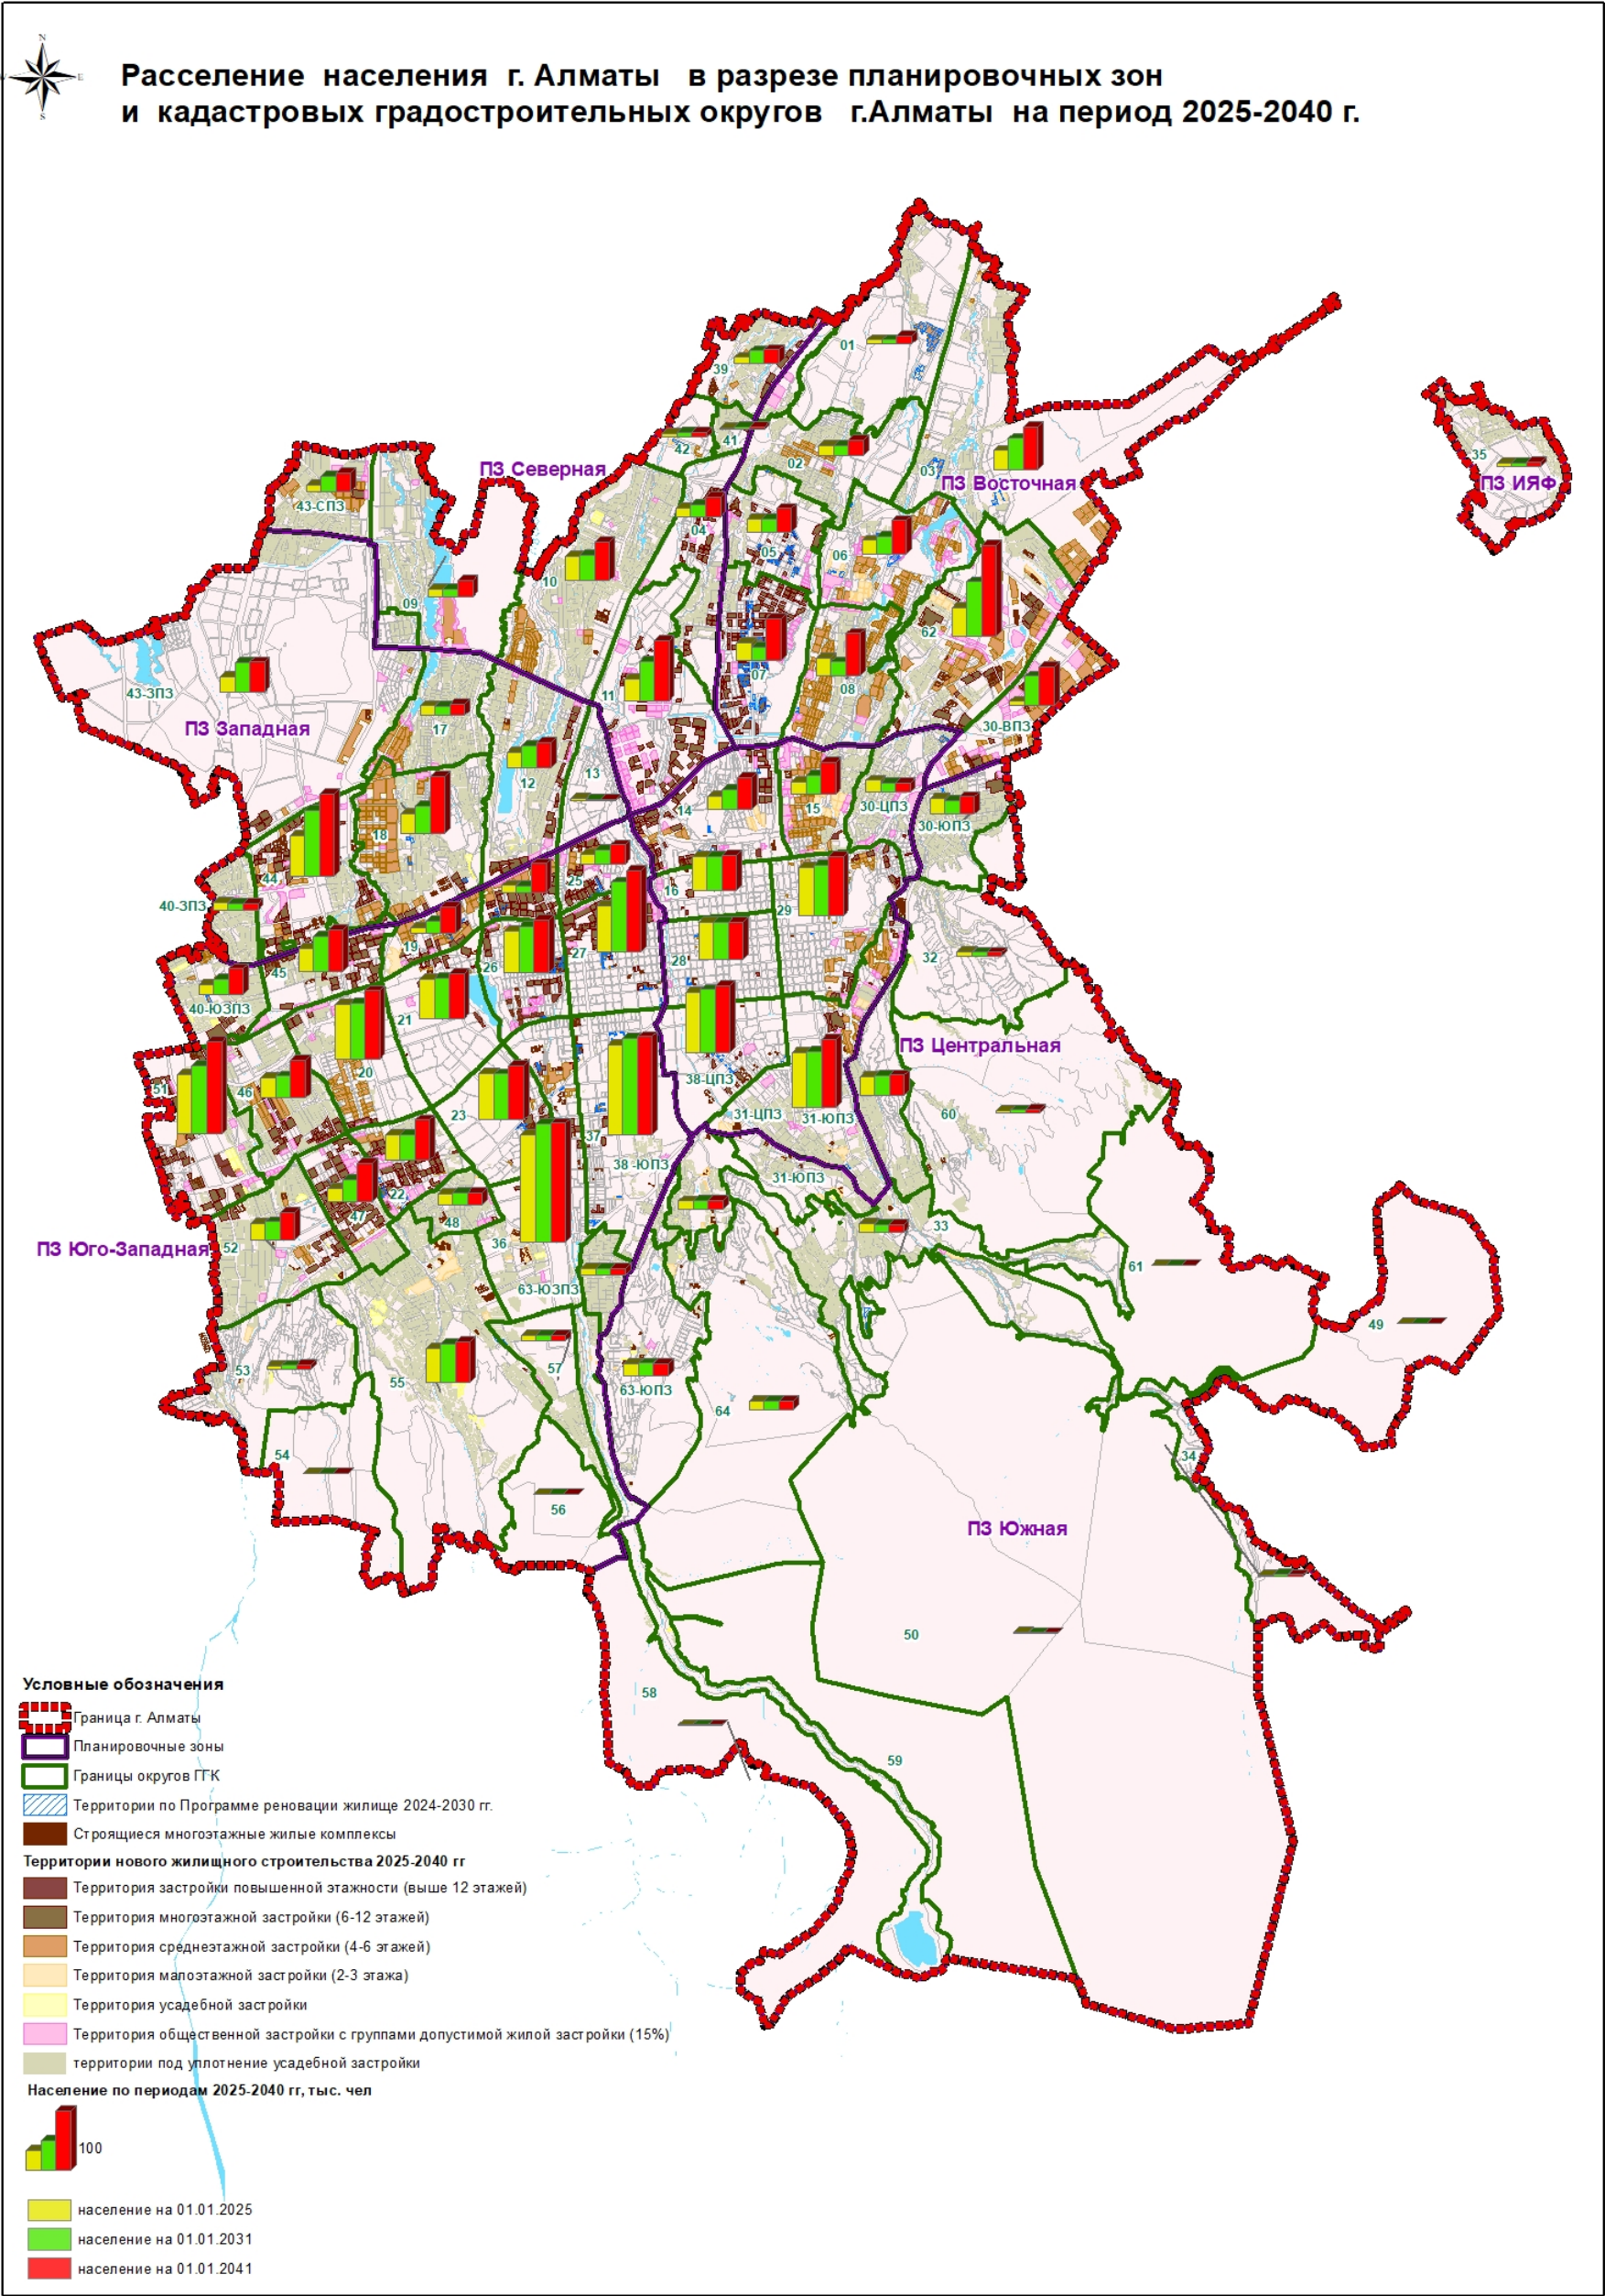 N
E
S
Расселение населения г. Алматы в разрезе планировочных зон
и кадастровых градостроительных округов г.Алматы на период 2025-2040 г.
01
39
41
42
02
03
ПЗ Восточная
35
ПЗ ИЯФ
ПЗ Северная
43-СПЗ
04
05
06
10
09
62
43-ЗПЗ
11
07
08
30-ВПЗ
ПЗ Западная
17
12
13
14
15
30-ЦПЗ
30-ЮПЗ
18
44
25
16
40-ЗПЗ
29
19
45
26
27
28
32
40-ЮЗПЗ
21
ПЗ Центральная
20
51
46
38-ЦПЗ
23
31-ЦПЗ
31-ЮПЗ
60
37
38 -ЮПЗ
31-ЮПЗ
22
47
48
33
ПЗ Юго-Западная
52
36
61
63-ЮЗПЗ
49
53
55
57
63-ЮПЗ
64
54
34
56
ПЗ Южная
50
58
59
Условные обозначения
Граница г. Алматы
Планировочные зоны
Границы округов ГГК
Территории по Программе реновации жилище 2024-2030 гг.
Строящиеся многоэтажные жилые комплексы
Территории нового жилищного строительства 2025-2040 гг
Территория застройки повышенной этажности (выше 12 этажей)
Территория многоэтажной застройки (6-12 этажей)
Территория среднеэтажной застройки (4-6 этажей)
Территория малоэтажной застройки (2-3 этажа)
Территория усадебной застройки
Территория общественной застройки с группами допустимой жилой застройки (15%)
территории под уплотнение усадебной застройки
Население по периодам 2025-2040 гг, тыс. чел
100
население на 01.01.2025
население на 01.01.2031
население на 01.01.2041